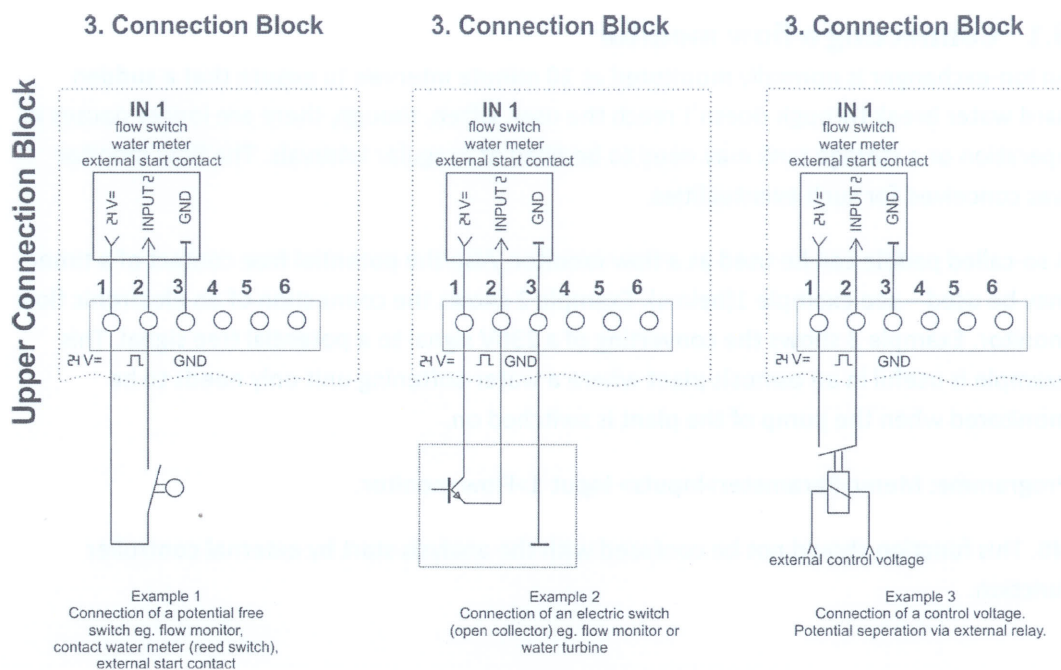 3. Connection Block
3. Connection Block
3. Connection Block
Upper Connection Block
IN 1
flow switch
water meter
external start contact
24 V=
INPUT
GND
1 2 3 4 5 6
24 V=
GND
Example 1
Connection of a potential free
switch eg. flow monitor,
contact water meter (reed switch),
external start contact
IN 1
flow switch
water meter
external start contact
24 V=
INPUT
GND
1 2 3 4 5 6
24 V=
GND
Example 2
Connection of an electric switch
(open collector) eg. flow monitor or
water turbine
IN 1
flow switch
water meter
external start contact
24 V=
INPUT
GND
1 2 3 4 5 6
24 V=
GND
external control voltage
Example 3
Connection of a control voltage.
Potential seperation via external relay.